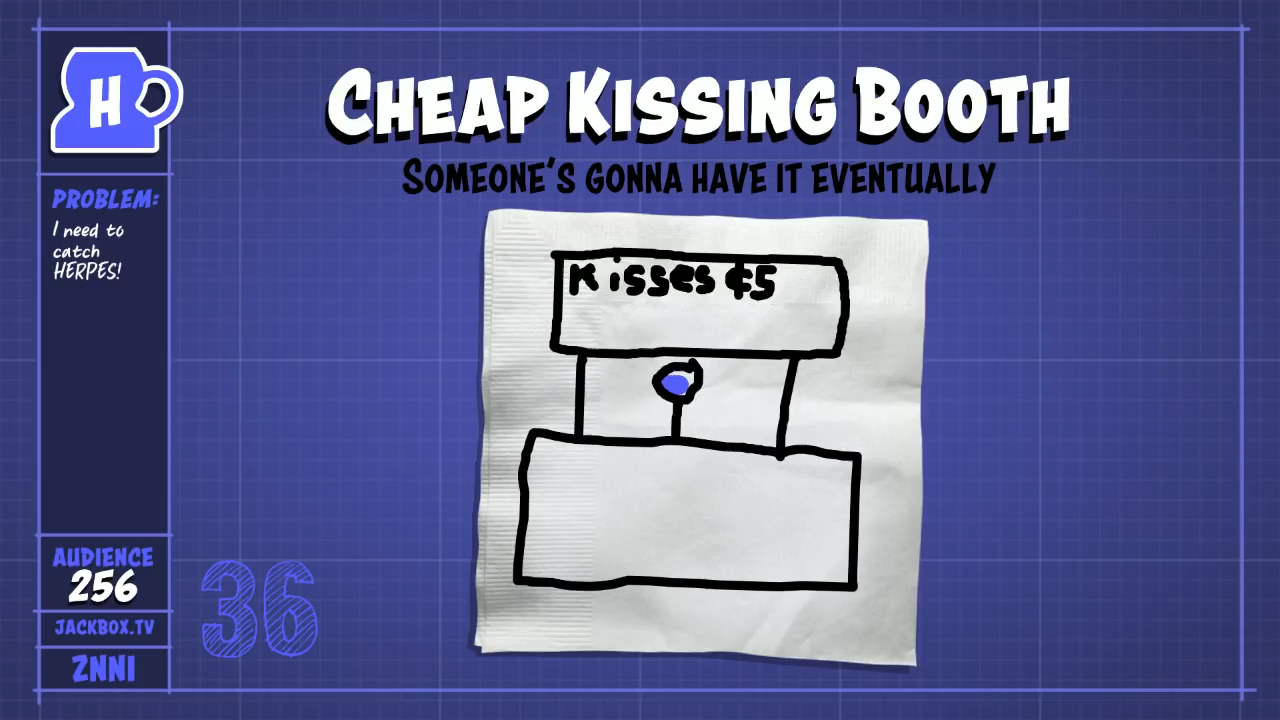 H
CHEAP KISSING BOOTH
SOMEONE'S GONNA HAVE IT EVENTUALLY
PROBLEM:
I need to
catch
HERPES!
Kisses ¢5
AUDIENCE
256
JACKBOX.TV
ZNNI
36